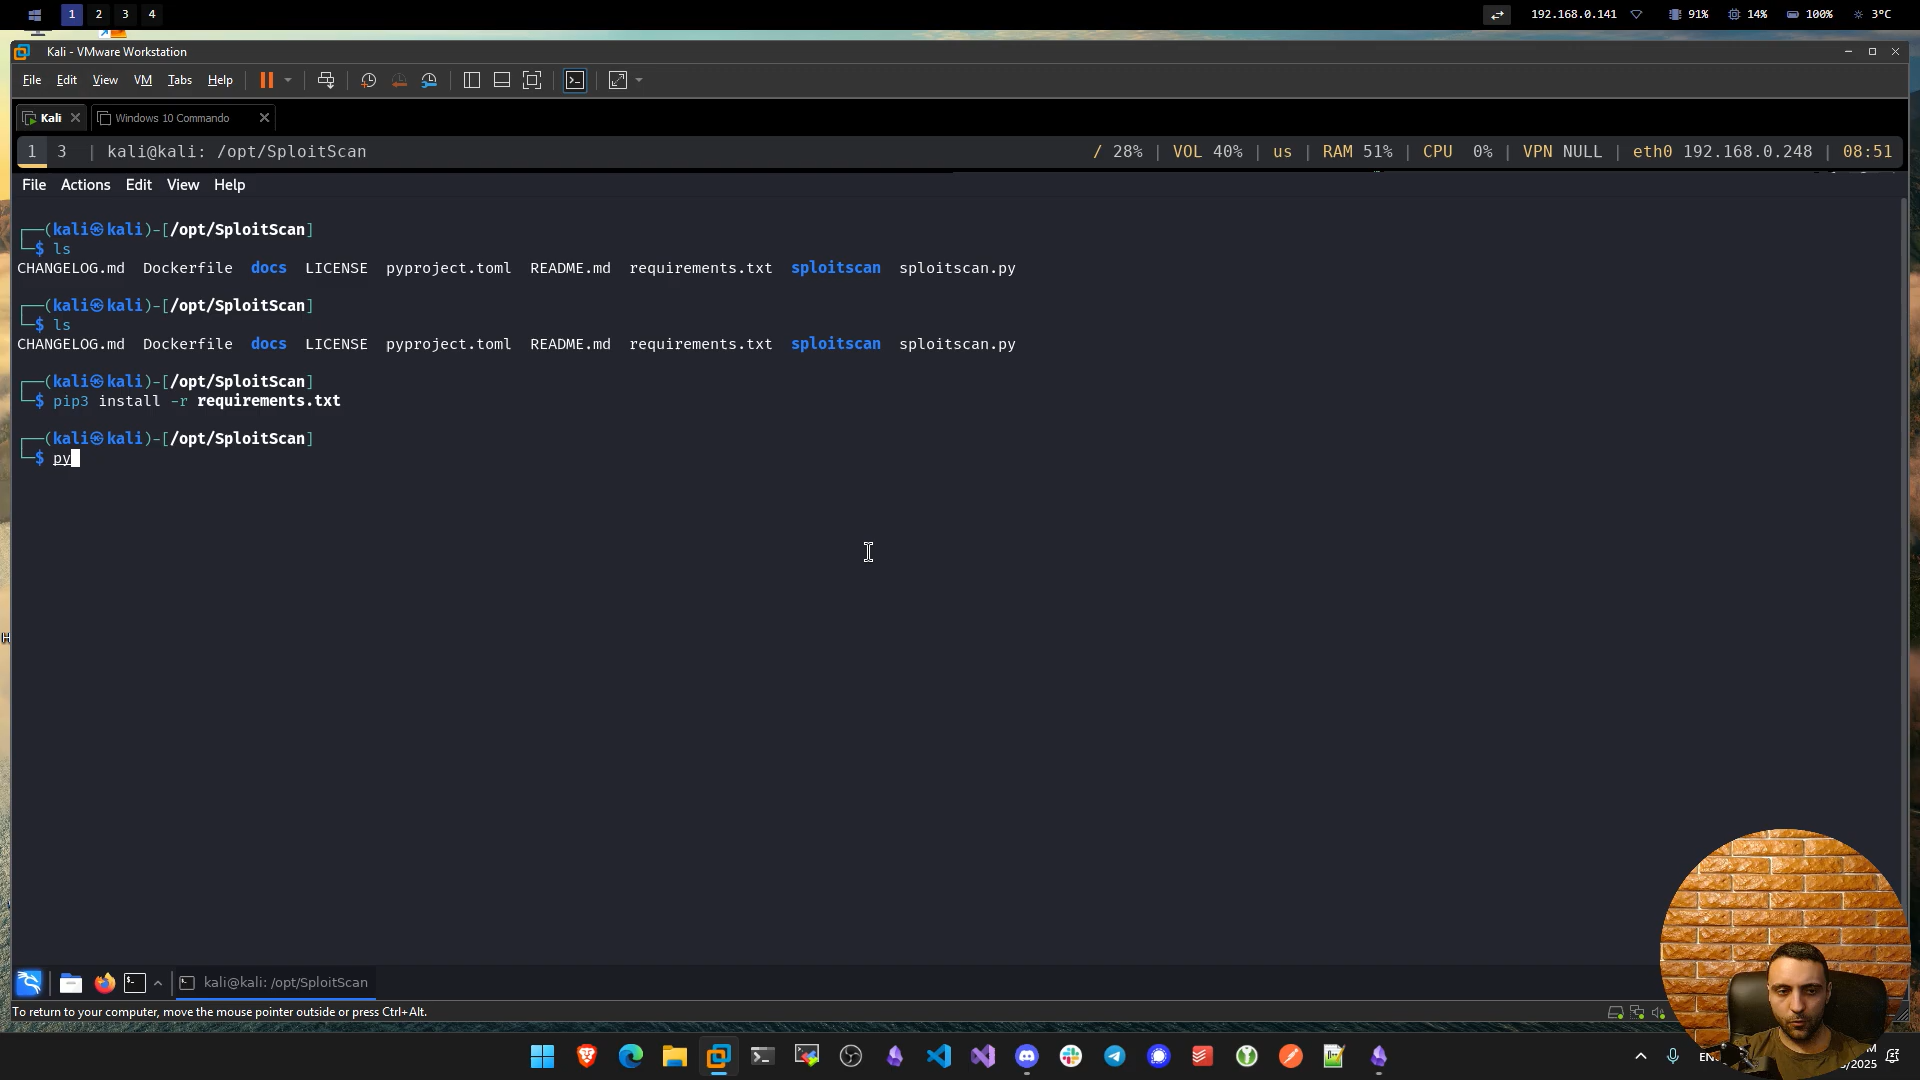 1 2 3 4 192.168.0.141 91% 14% 100% 3°C
Kali - VMware Workstation
File Edit View VM Tabs Help
Kali Windows 10 Commando
1 3 | kali@kali: /opt/SploitScan / 28% | VOL 40% | us | RAM 51% | CPU 0% | VPN NULL | eth0 192.168.0.248 | 08:51
File Actions Edit View Help
┌──(kali㉿kali)-[/opt/SploitScan]
└─$ ls
CHANGELOG.md Dockerfile docs LICENSE pyproject.toml README.md requirements.txt sploitscan sploitscan.py
┌──(kali㉿kali)-[/opt/SploitScan]
└─$ ls
CHANGELOG.md Dockerfile docs LICENSE pyproject.toml README.md requirements.txt sploitscan sploitscan.py
┌──(kali㉿kali)-[/opt/SploitScan]
└─$ pip3 install -r requirements.txt
┌──(kali㉿kali)-[/opt/SploitScan]
└─$ py
kali@kali: /opt/SploitScan
To return to your computer, move the mouse pointer outside or press Ctrl+Alt.